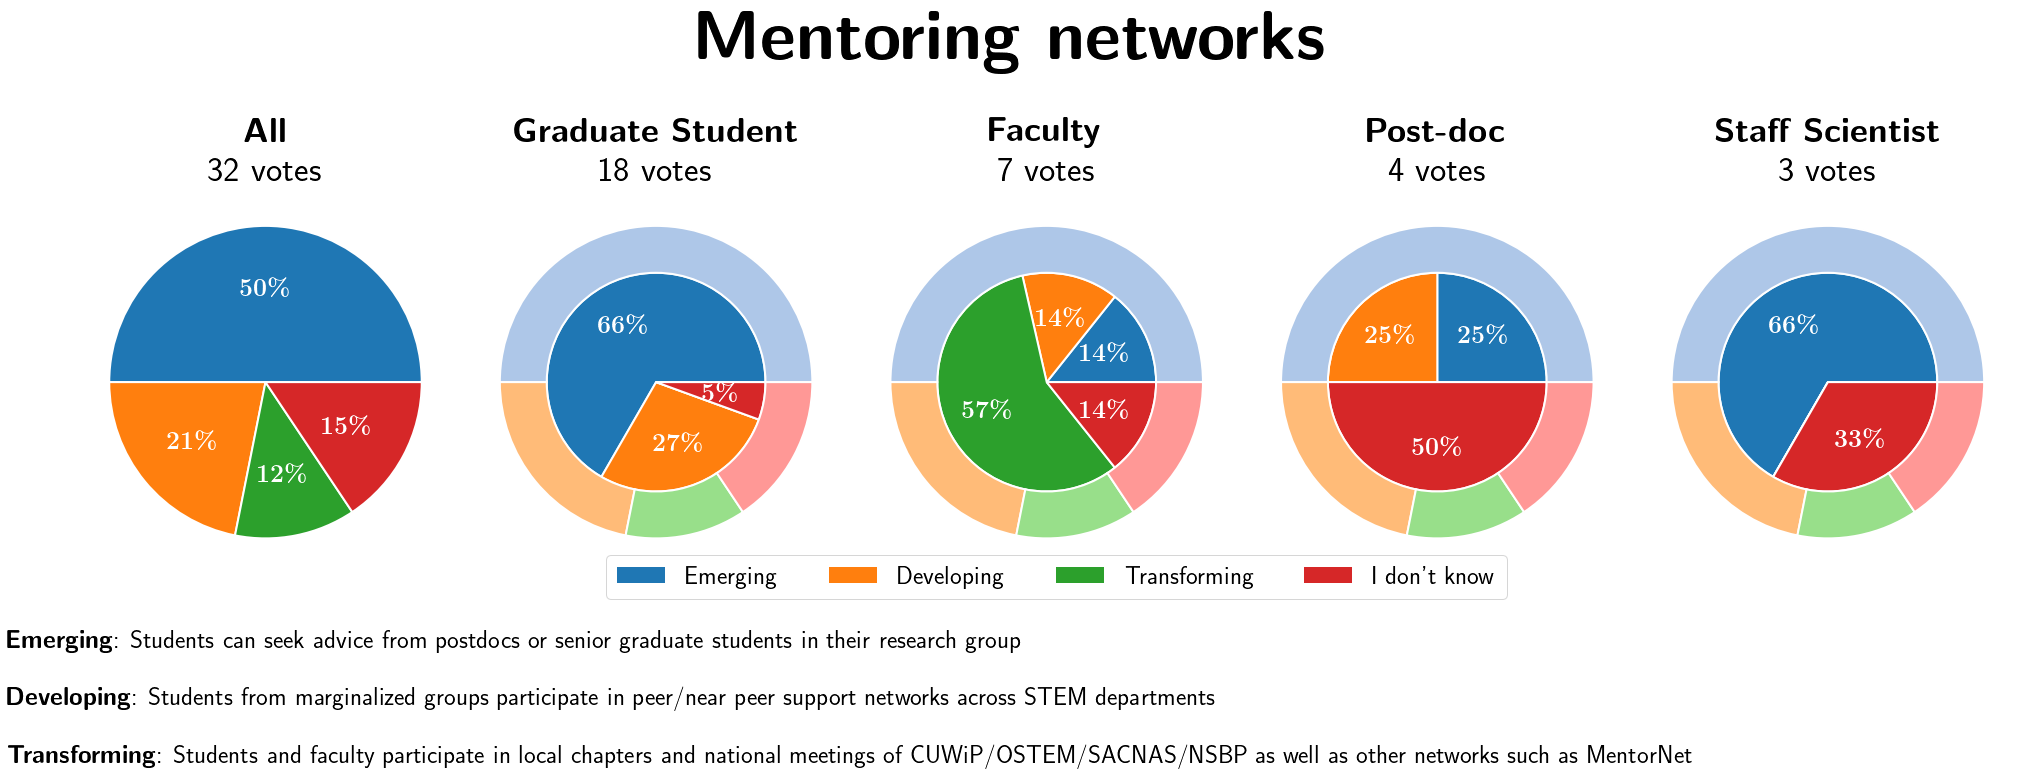 Mentoring networks
All
32 votes
Graduate Student
18 votes
Faculty
7 votes
Post-doc
4 votes
Staff Scientist
3 votes
50%
21%
12%
15%
66%
5%
27%
14%
14%
57%
14%
25%
25%
50%
66%
33%
Emerging
Developing
Transforming
I don't know
Emerging: Students can seek advice from postdocs or senior graduate students in their research group
Developing: Students from marginalized groups participate in peer/near peer support networks across STEM departments
Transforming: Students and faculty participate in local chapters and national meetings of CUWiP/OSTEM/SACNAS/NSBP as well as other networks such as MentorNet